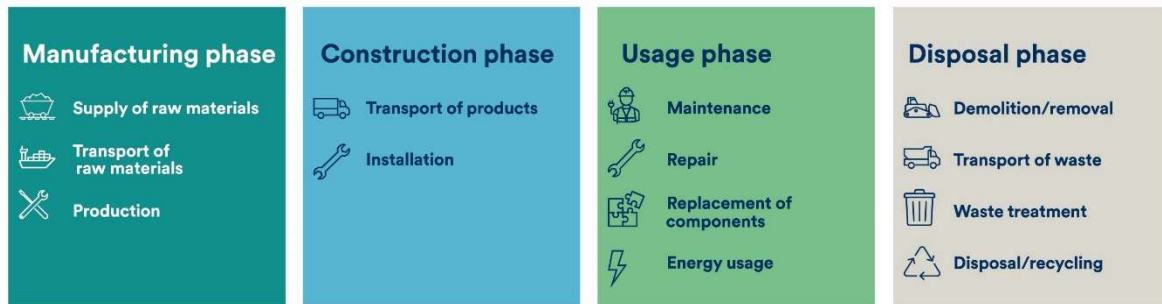 Manufacturing phase
Supply of raw materials
Transport of
raw materials
Production
Construction phase
Transport of products
Installation
Usage phase
Maintenance
Repair
Replacement of
components
Energy usage
Disposal phase
Demolition/removal
Transport of waste
Waste treatment
Disposal/recycling